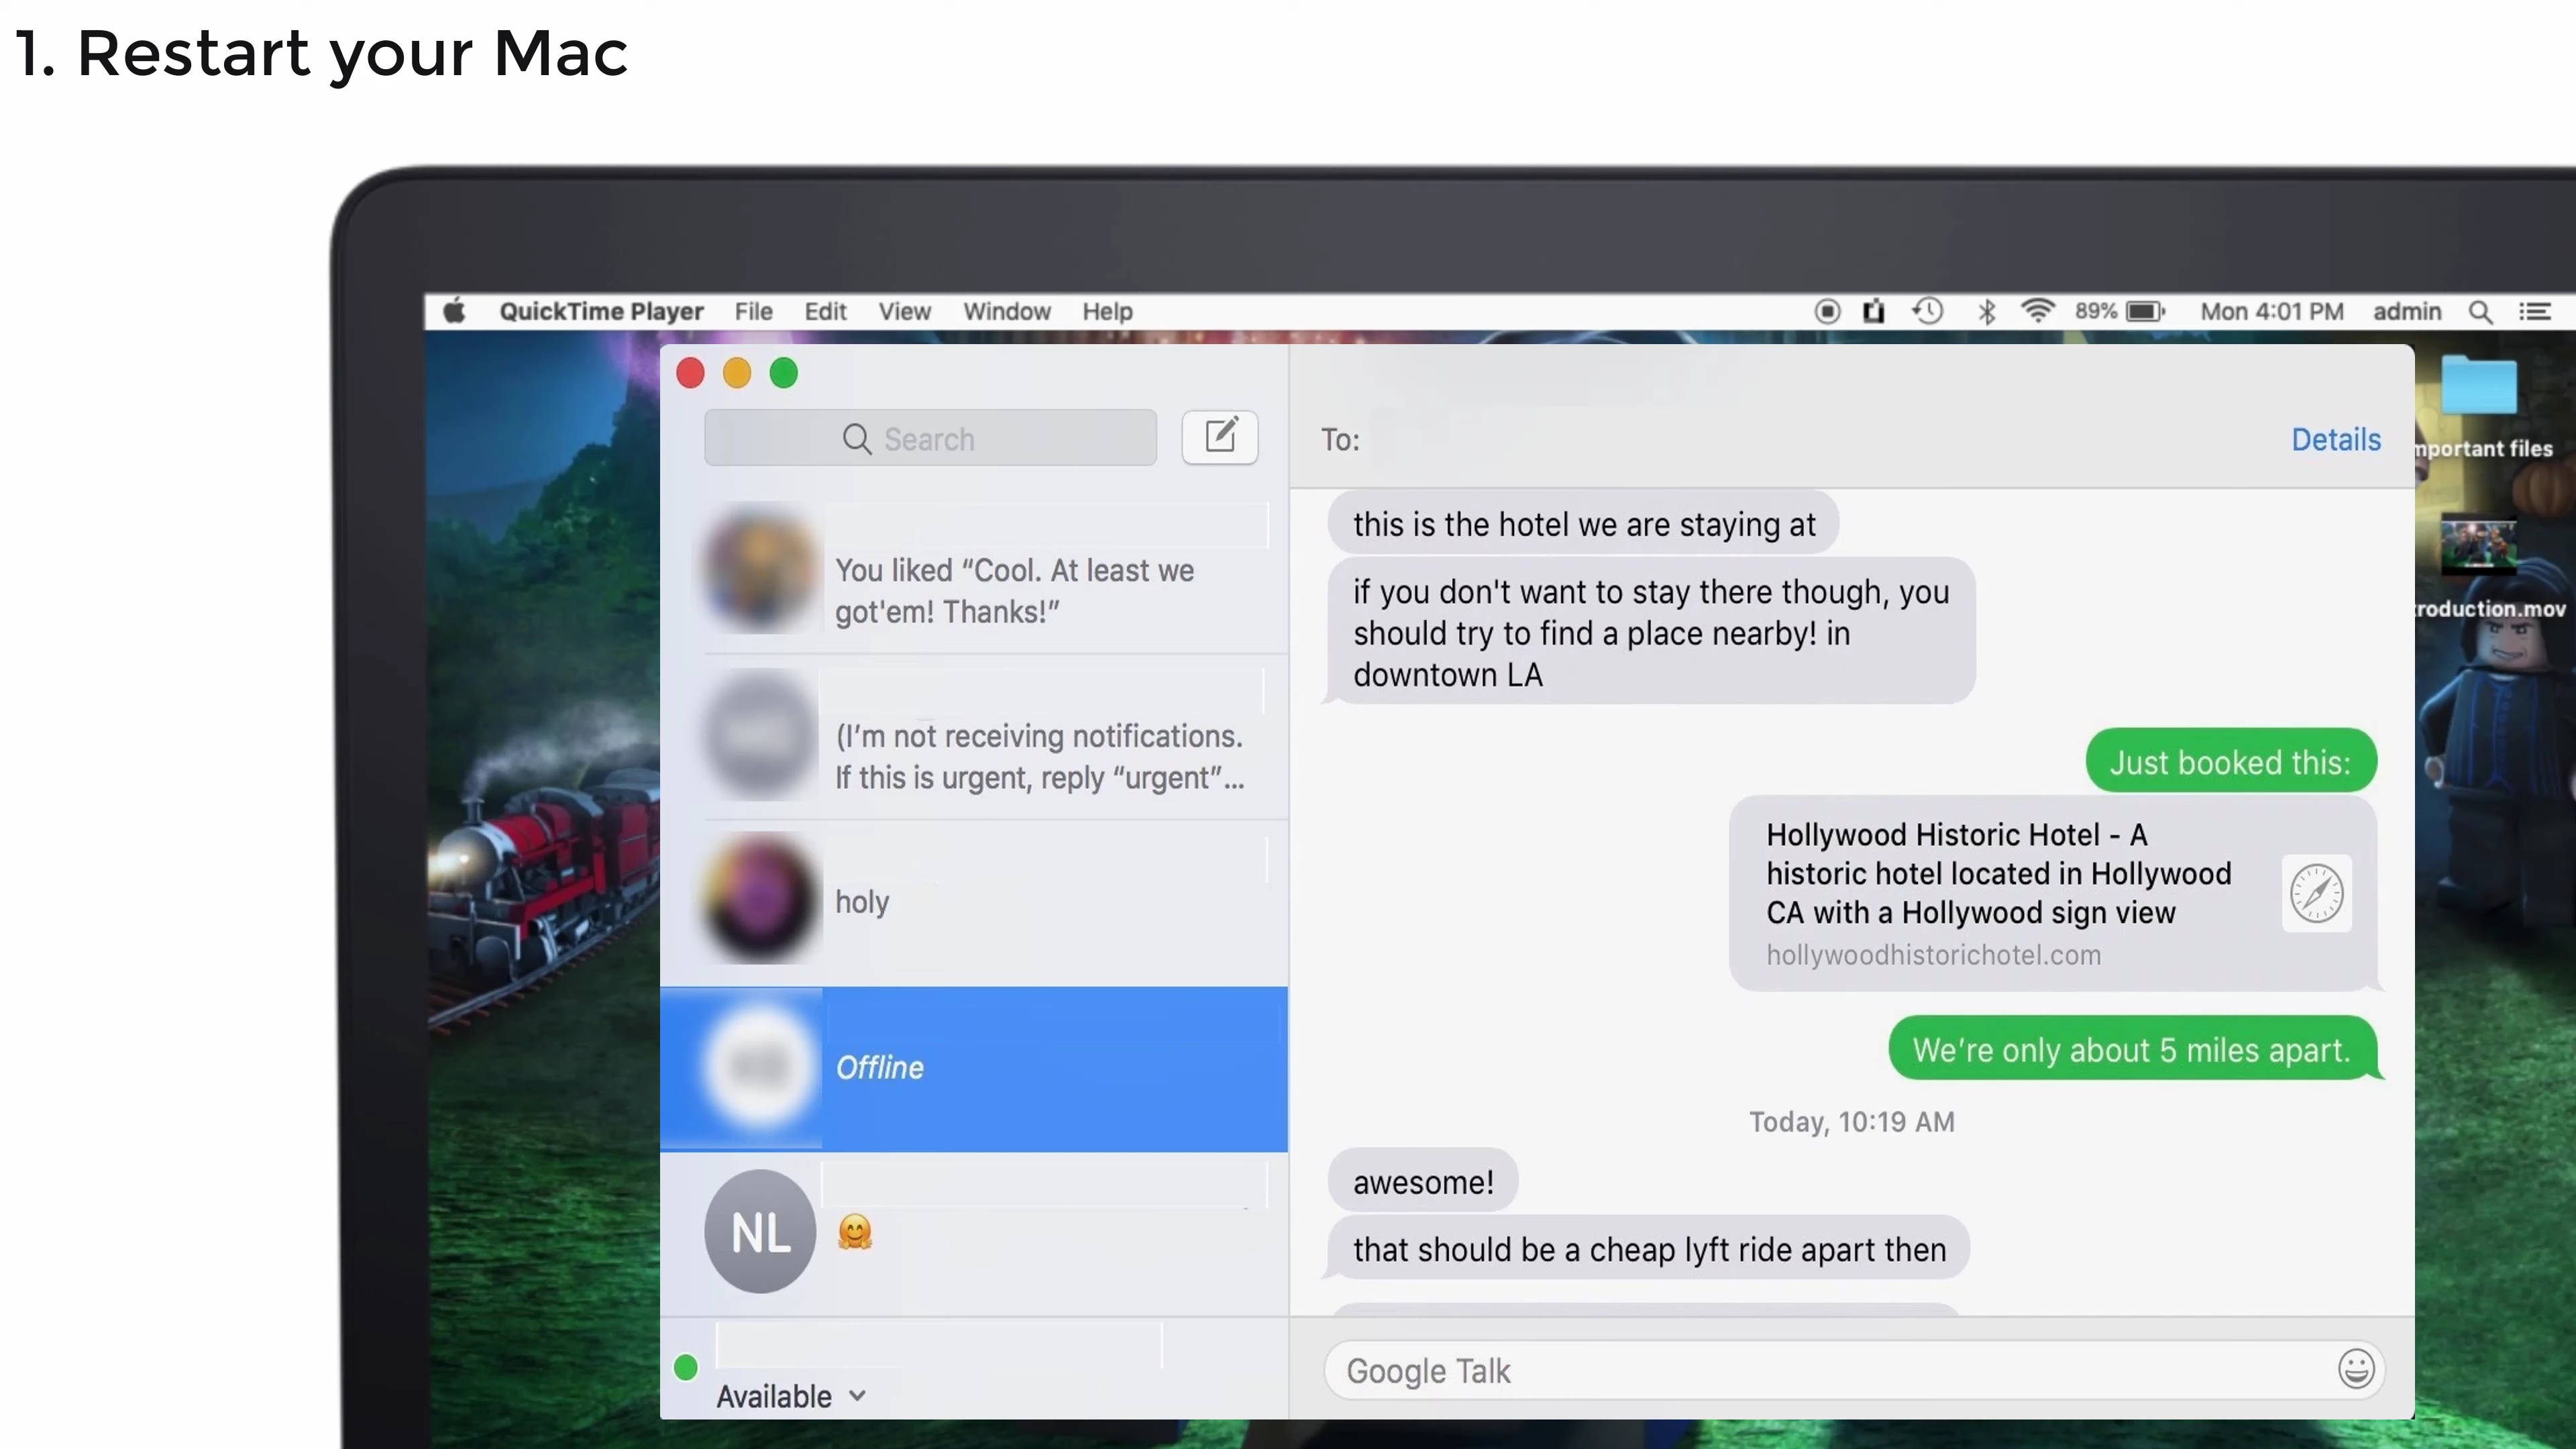 1. Restart your Mac
QuickTime Player File Edit View Window Help
89% Mon 4:01 PM admin
Search
To:
Details
mportant files
troduction.mov
You liked “Cool. At least we
got'em! Thanks!”
(I’m not receiving notifications.
If this is urgent, reply “urgent”...
holy
Offline
NL
Available
this is the hotel we are staying at
if you don't want to stay there though, you
should try to find a place nearby! in
downtown LA
Just booked this:
Hollywood Historic Hotel - A
historic hotel located in Hollywood
CA with a Hollywood sign view
hollywoodhistorichotel.com
We’re only about 5 miles apart.
Today, 10:19 AM
awesome!
that should be a cheap lyft ride apart then
Google Talk